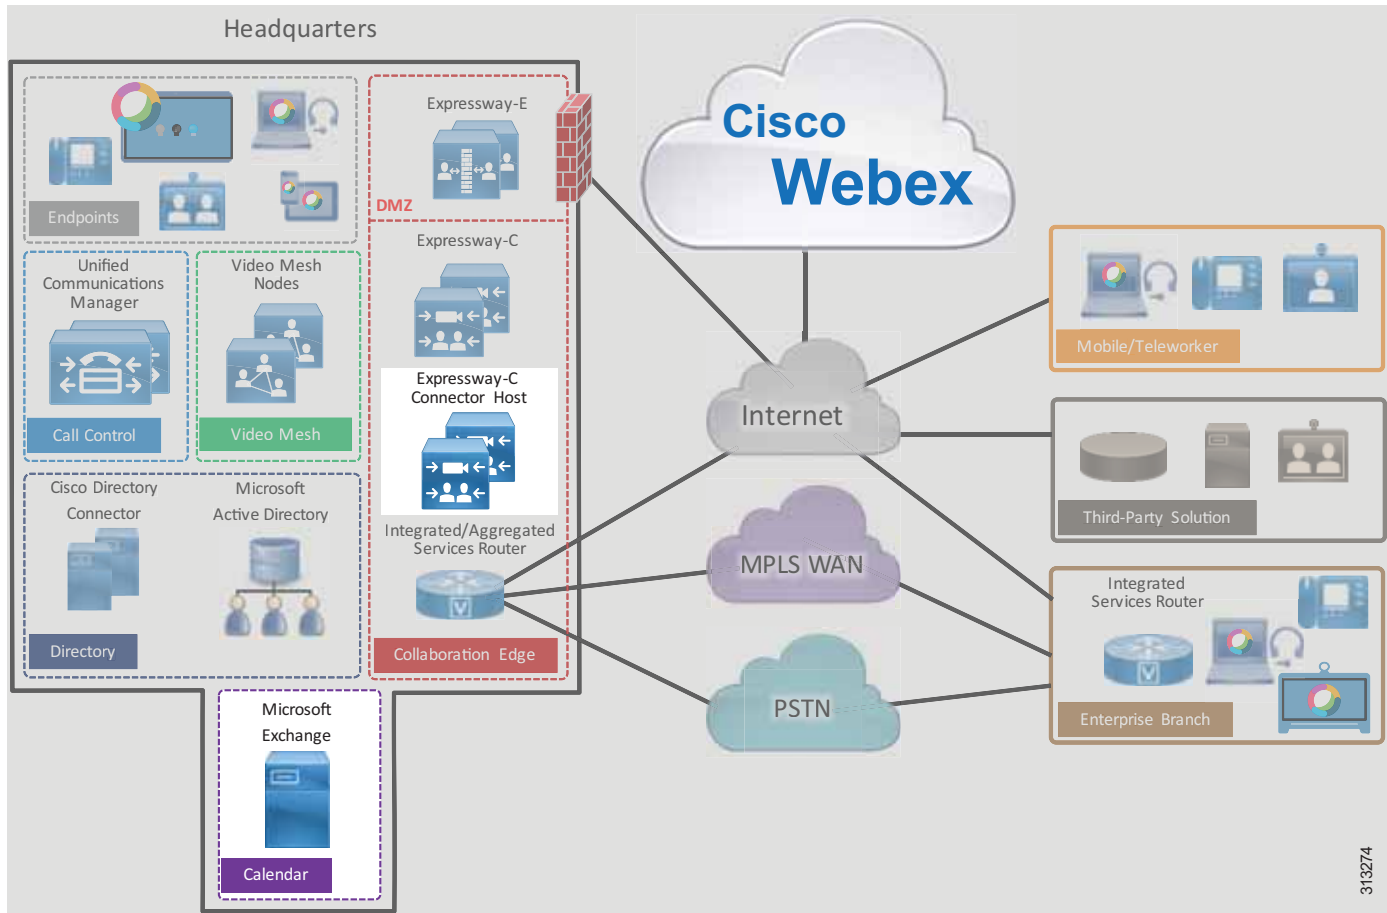 Headquarters
Expressway-E
DMZ
Endpoints
Expressway-C
Unified
Communications
Manager
Call Control
Video Mesh
Nodes
Video Mesh
Expressway-C
Connector Host
Cisco Directory
Connector
Microsoft
Active Directory
Directory
Integrated/Aggregated
Services Router
V
Collaboration Edge
Microsoft
Exchange
Calendar
Cisco
Webex
Internet
MPLS WAN
PSTN
Mobile/Teleworker
Third-Party Solution
Integrated
Services Router
V
Enterprise Branch
313274